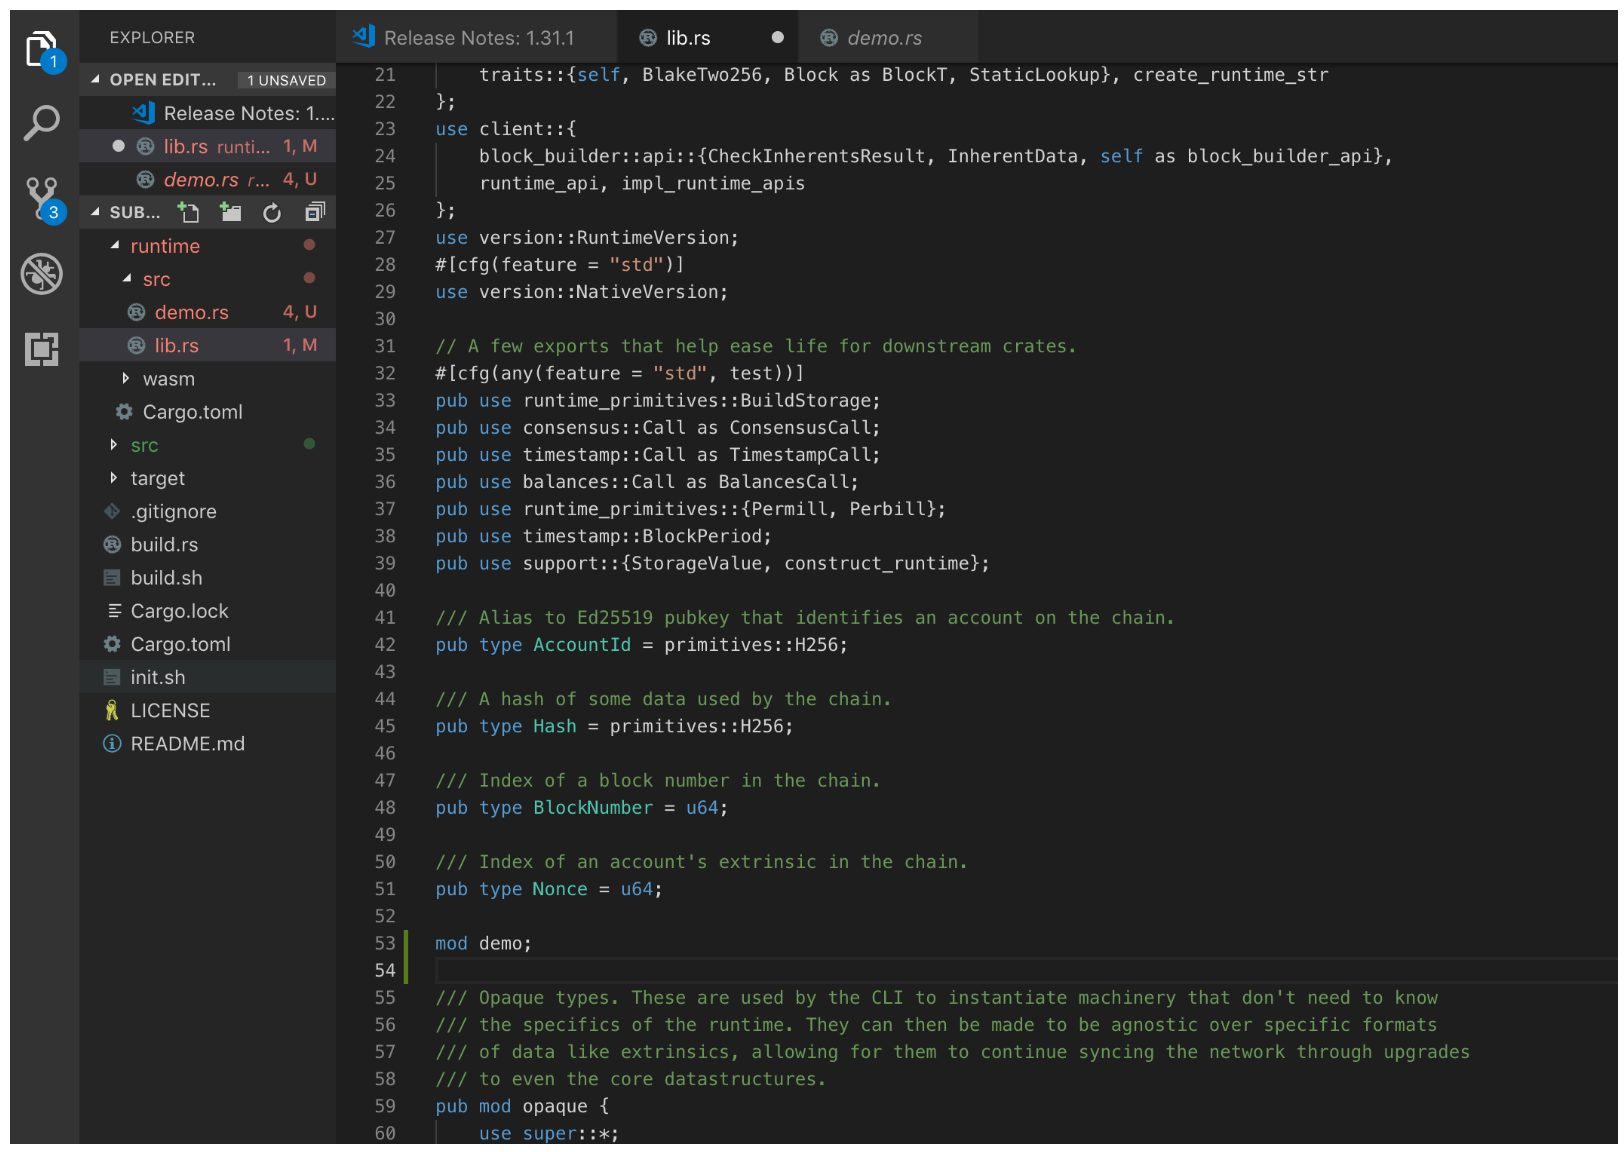 EXPLORER
OPEN EDIT... 1 UNSAVED
Release Notes: 1....
lib.rs runti... 1, M
demo.rs r... 4, U
SUB...
runtime
src
demo.rs 4, U
lib.rs 1, M
wasm
Cargo.toml
src
target
.gitignore
build.rs
build.sh
Cargo.lock
Cargo.toml
init.sh
LICENSE
README.md
1
3
Release Notes: 1.31.1 lib.rs demo.rs
21 traits::{self, BlakeTwo256, Block as BlockT, StaticLookup}, create_runtime_str
22 };
23 use client::{
24 block_builder::api::{CheckInherentsResult, InherentData, self as block_builder_api},
25 runtime_api, impl_runtime_apis
26 };
27 use version::RuntimeVersion;
28 #[cfg(feature = "std")]
29 use version::NativeVersion;
30
31 // A few exports that help ease life for downstream crates.
32 #[cfg(any(feature = "std", test))]
33 pub use runtime_primitives::BuildStorage;
34 pub use consensus::Call as ConsensusCall;
35 pub use timestamp::Call as TimestampCall;
36 pub use balances::Call as BalancesCall;
37 pub use runtime_primitives::{Permill, Perbill};
38 pub use timestamp::BlockPeriod;
39 pub use support::{StorageValue, construct_runtime};
40
41 /// Alias to Ed25519 pubkey that identifies an account on the chain.
42 pub type AccountId = primitives::H256;
43
44 /// A hash of some data used by the chain.
45 pub type Hash = primitives::H256;
46
47 /// Index of a block number in the chain.
48 pub type BlockNumber = u64;
49
50 /// Index of an account's extrinsic in the chain.
51 pub type Nonce = u64;
52
53 mod demo;
54
55 /// Opaque types. These are used by the CLI to instantiate machinery that don't need to know
56 /// the specifics of the runtime. They can then be made to be agnostic over specific formats
57 /// of data like extrinsics, allowing for them to continue syncing the network through upgrades
58 /// to even the core datastructures.
59 pub mod opaque {
60 use super::*;